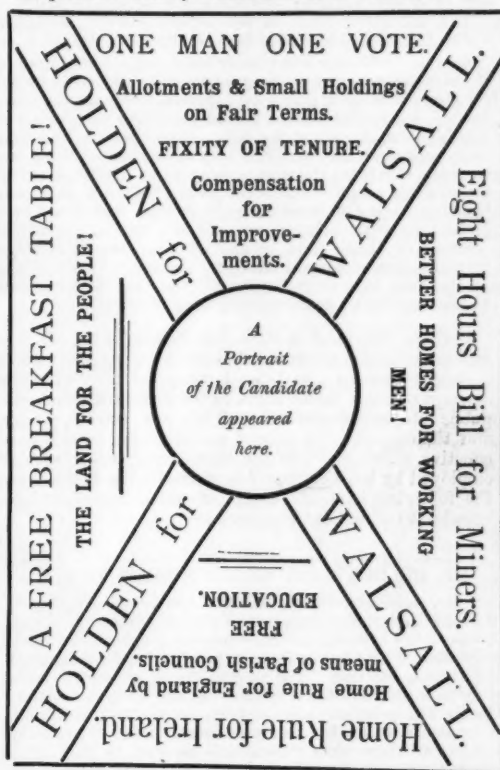 ONE MAN ONE VOTE.
Allotments & Small Holdings
on Fair Terms.
FIXITY OF TENURE.
Compensation
for
Improve-
ments.
HOLDEN for
WALSALL.
A FREE BREAKFAST TABLE!
THE LAND FOR THE PEOPLE!
A
Portrait
of the Candidate
appeared
here.
Eight Hours Bill for Miners.
BETTER HOMES FOR WORKING
MEN!
HOLDEN for
WALSALL.
Home Rule for Ireland.
Home Rule for England by
means of Parish Councils.
FREE
EDUCATION.